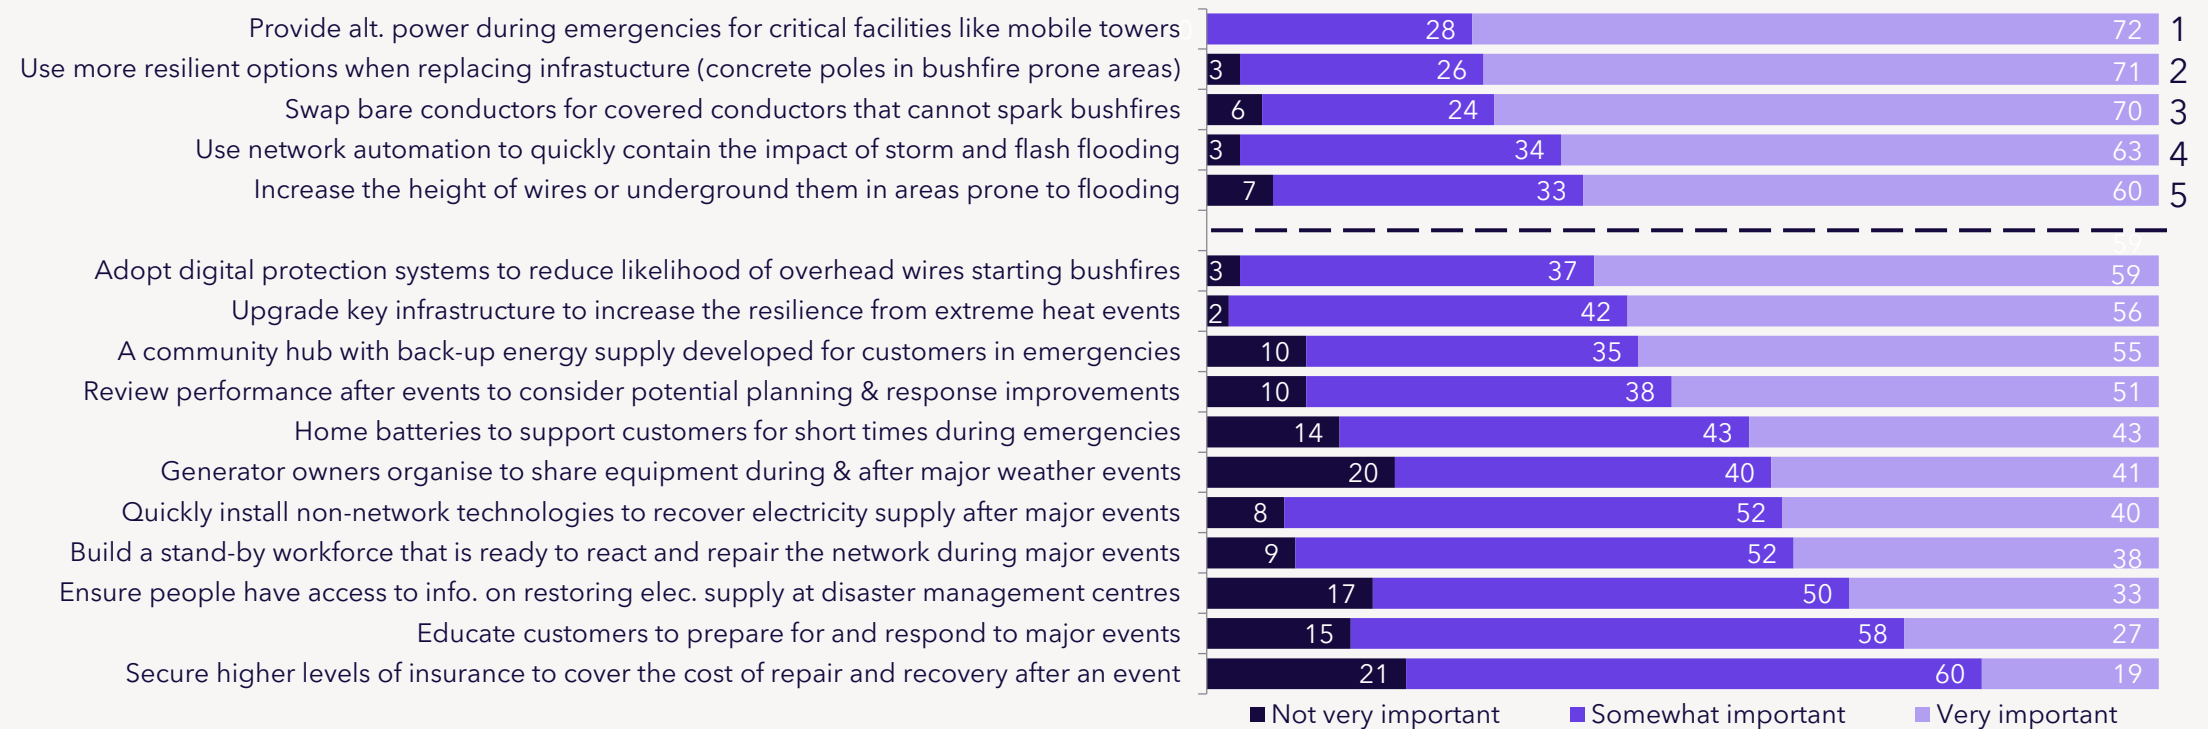 Provide alt. power during emergencies for critical facilities like mobile towers 0 28 72 1
Use more resilient options when replacing infrastucture (concrete poles in bushfire prone areas) 3 26 71 2
Swap bare conductors for covered conductors that cannot spark bushfires 6 24 70 3
Use network automation to quickly contain the impact of storm and flash flooding 3 34 63 4
Increase the height of wires or underground them in areas prone to flooding 7 33 60 5
59
Adopt digital protection systems to reduce likelihood of overhead wires starting bushfires 3 37 59
Upgrade key infrastructure to increase the resilience from extreme heat events 2 42 56
A community hub with back-up energy supply developed for customers in emergencies 10 35 55
Review performance after events to consider potential planning & response improvements 10 38 51
Home batteries to support customers for short times during emergencies 14 43 43
Generator owners organise to share equipment during & after major weather events 20 40 41
Quickly install non-network technologies to recover electricity supply after major events 8 52 40
Build a stand-by workforce that is ready to react and repair the network during major events 9 52 38
Ensure people have access to info. on restoring elec. supply at disaster management centres 17 50 33
Educate customers to prepare for and respond to major events 15 58 27
Secure higher levels of insurance to cover the cost of repair and recovery after an event 21 60 19
Not very important Somewhat important Very important